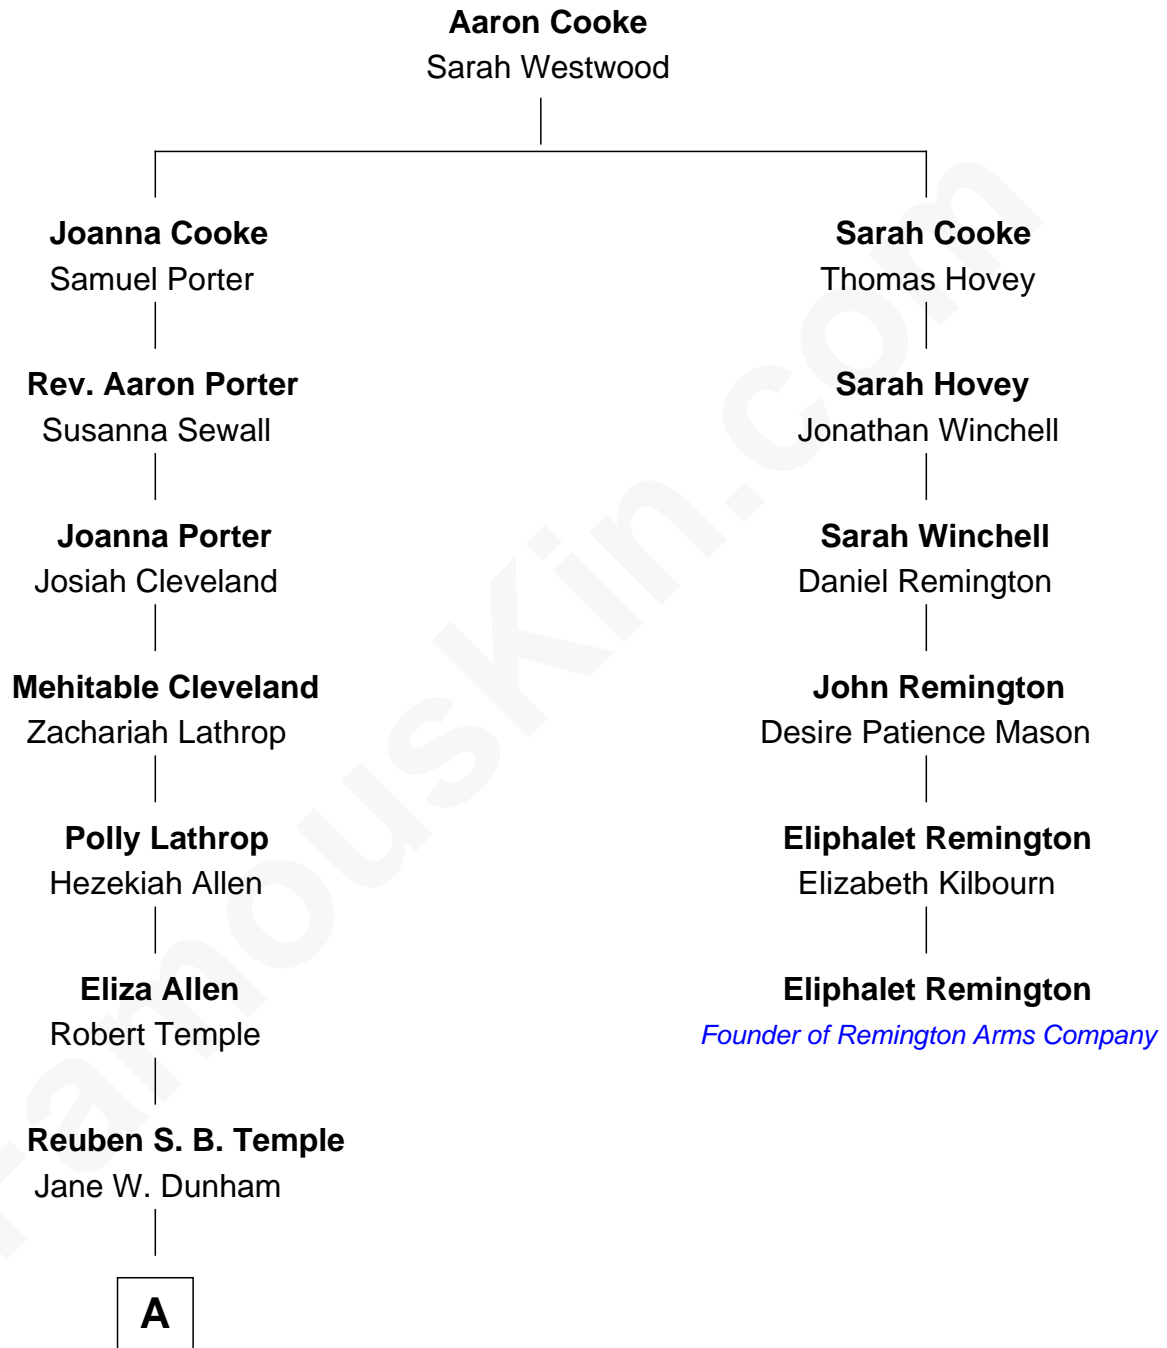 Aaron Cooke
Sarah Westwood
Joanna Cooke
Samuel Porter
Sarah Cooke
Thomas Hovey
Rev. Aaron Porter
Susanna Sewall
Sarah Hovey
Jonathan Winchell
Joanna Porter
Josiah Cleveland
Sarah Winchell
Daniel Remington
Mehitable Cleveland
Zachariah Lathrop
John Remington
Desire Patience Mason
Polly Lathrop
Hezekiah Allen
Eliphalet Remington
Elizabeth Kilbourn
Eliza Allen
Robert Temple
Eliphalet Remington
Founder of Remington Arms Company
Reuben S. B. Temple
Jane W. Dunham
A
FamousKin.com